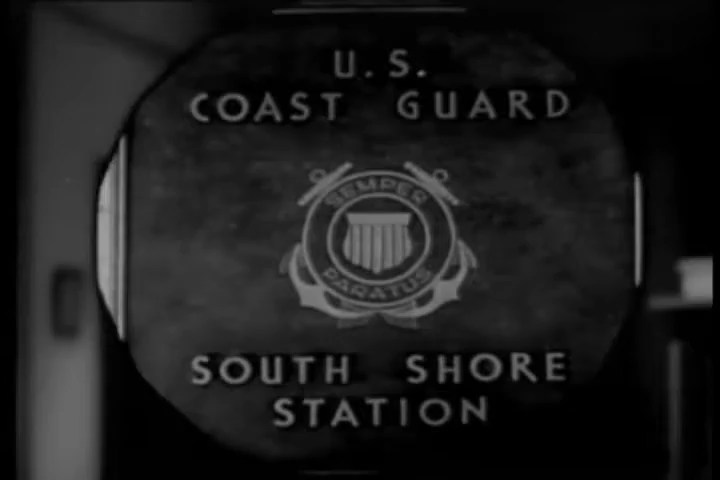 U.S.
COAST GUARD
SEMPER
PARATUS
SOUTH SHORE
STATION